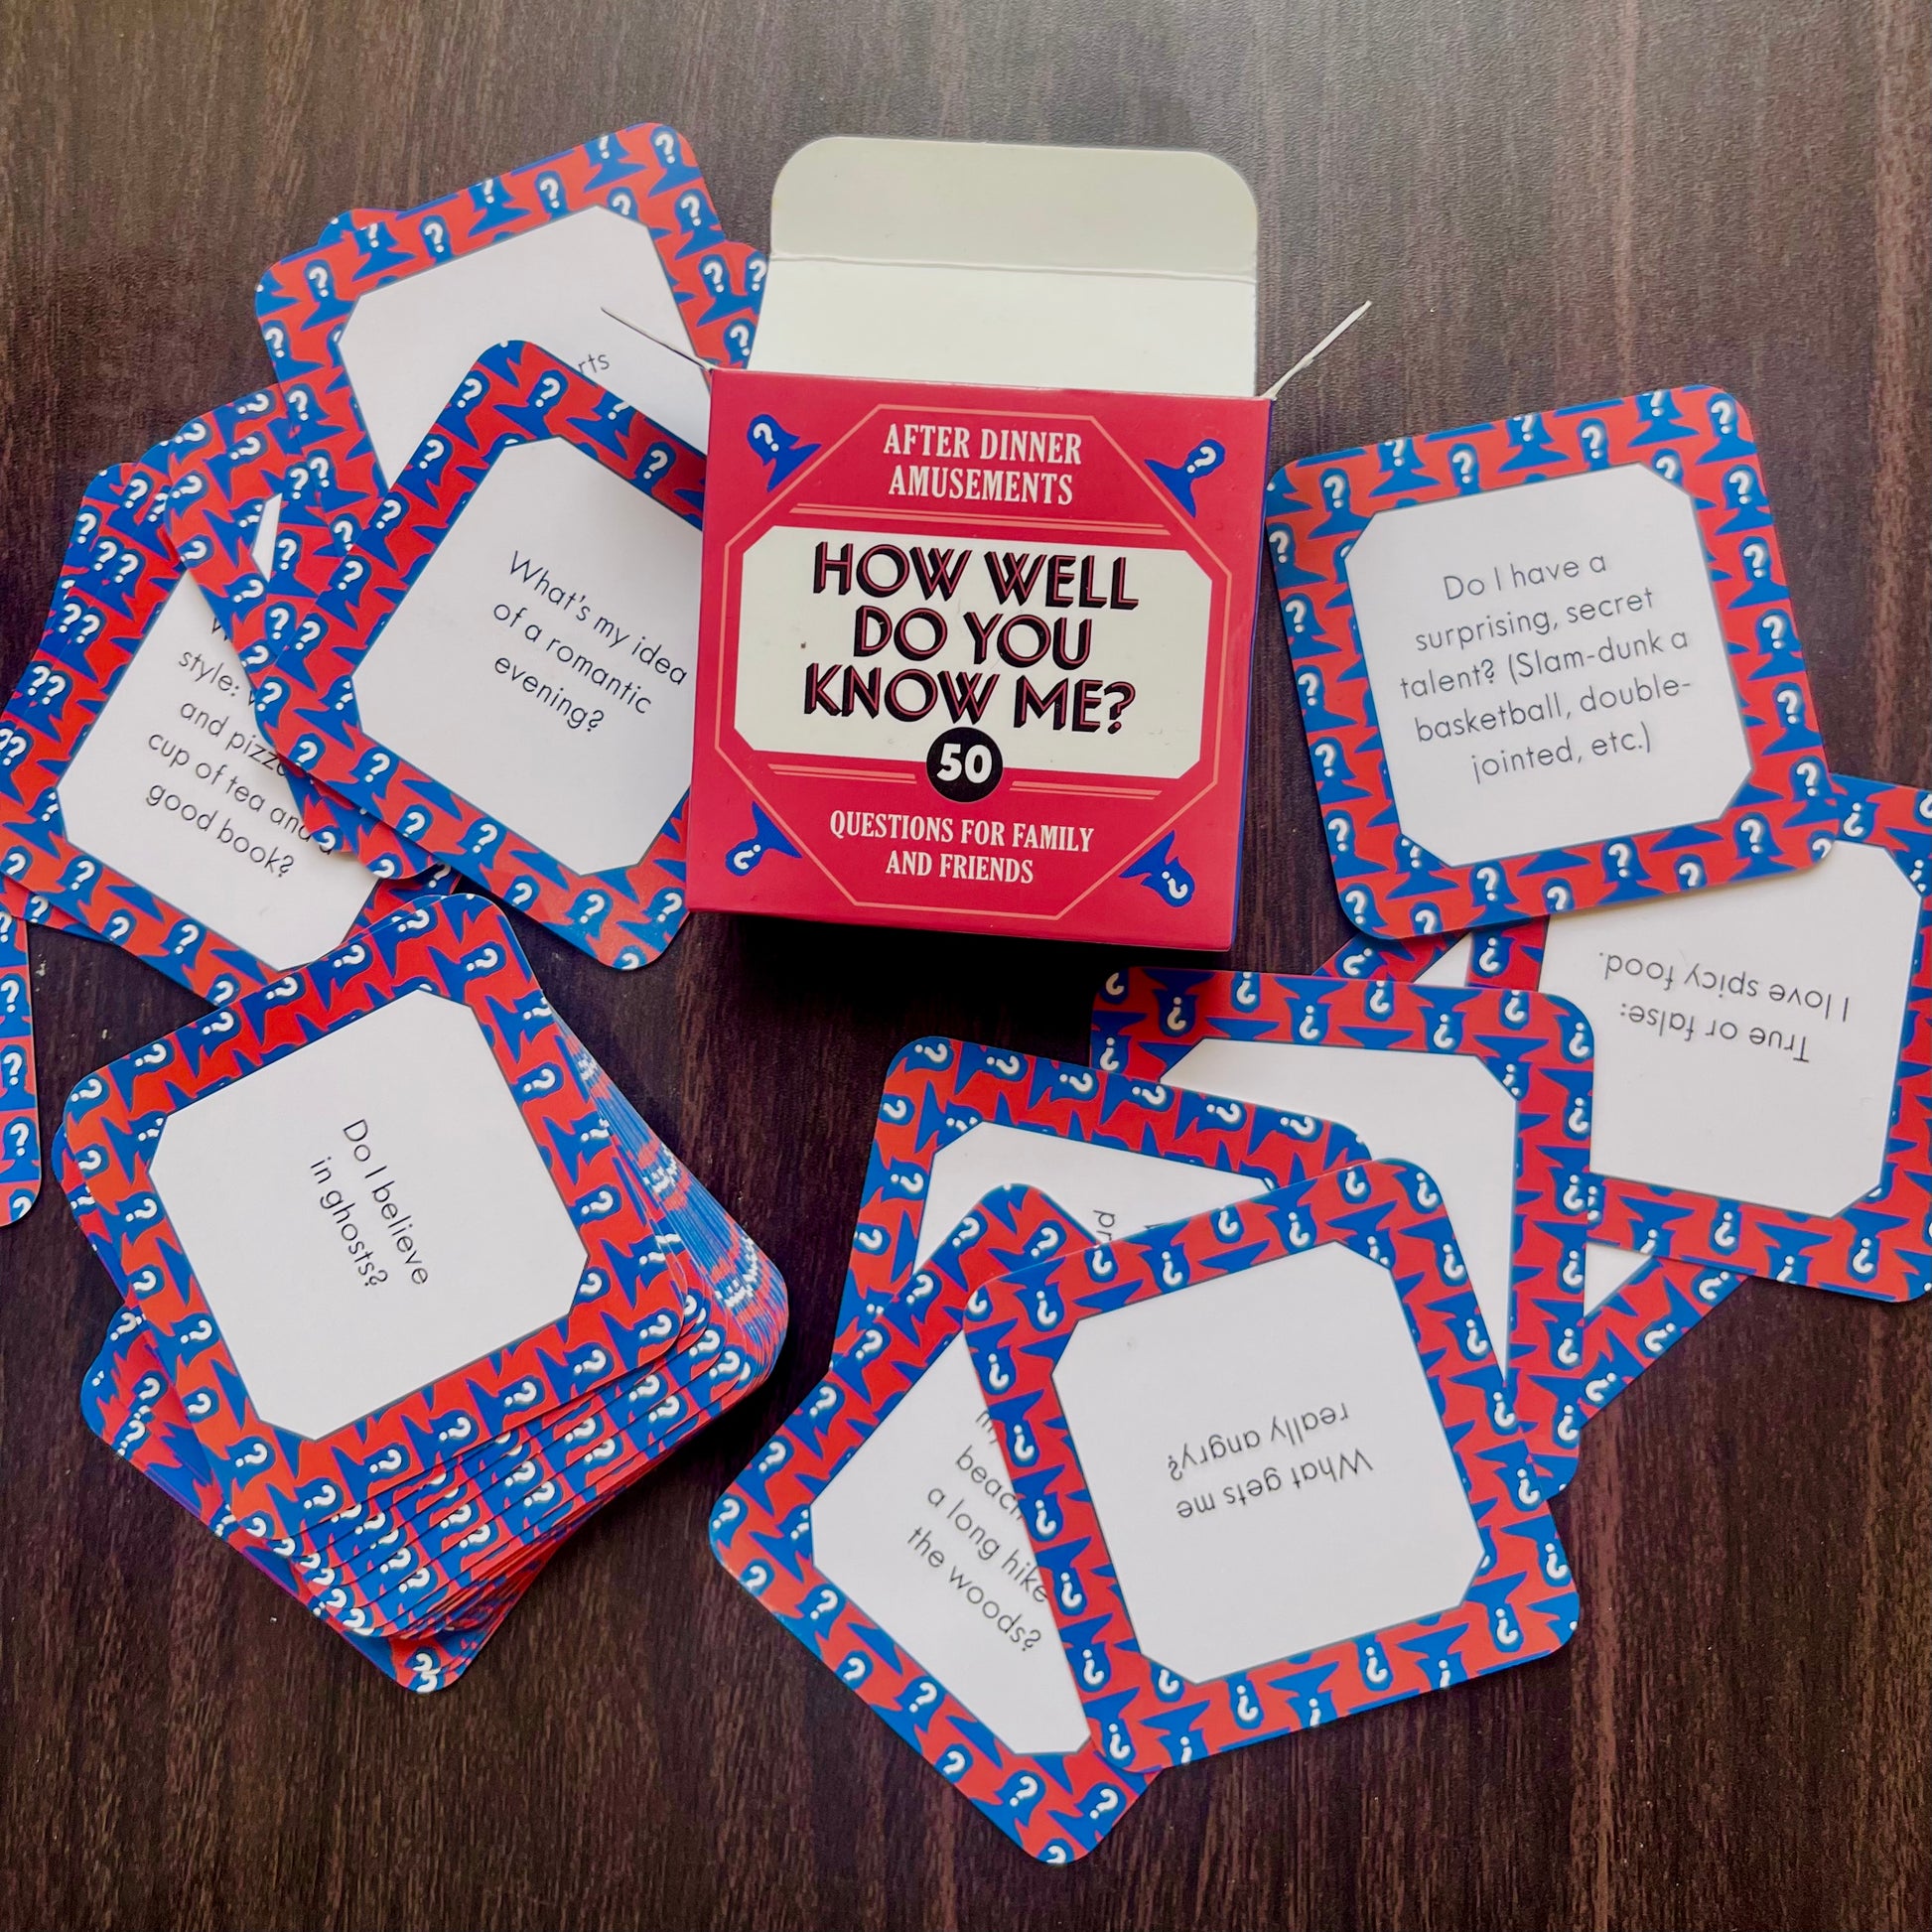 AFTER DINNER
AMUSEMENTS
HOW WELL
DO YOU
KNOW ME?
50
QUESTIONS FOR FAMILY
AND FRIENDS
What's my idea
of a romantic
evening?
style:
and
cup of tea and a
good book?
Do I believe
in ghosts?
Do I have a
surprising, secret
talent? (Slam-dunk a
basketball, double-
jointed, etc.)
True or false:
I love spicy food.
What gets me
really angry?
a long hike
the woods?